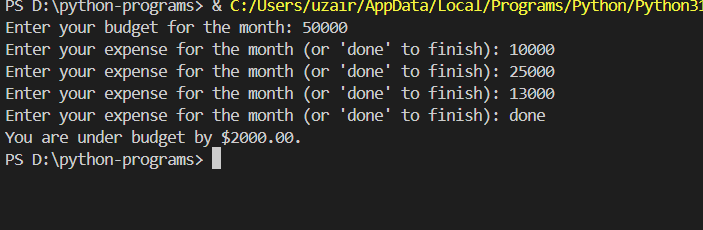 PS D:\python-programs> & C:/Users/uzair/AppData/Local/Programs/Python/Python31
Enter your budget for the month: 50000
Enter your expense for the month (or 'done' to finish): 10000
Enter your expense for the month (or 'done' to finish): 25000
Enter your expense for the month (or 'done' to finish): 13000
Enter your expense for the month (or 'done' to finish): done
You are under budget by $2000.00.
PS D:\python-programs>